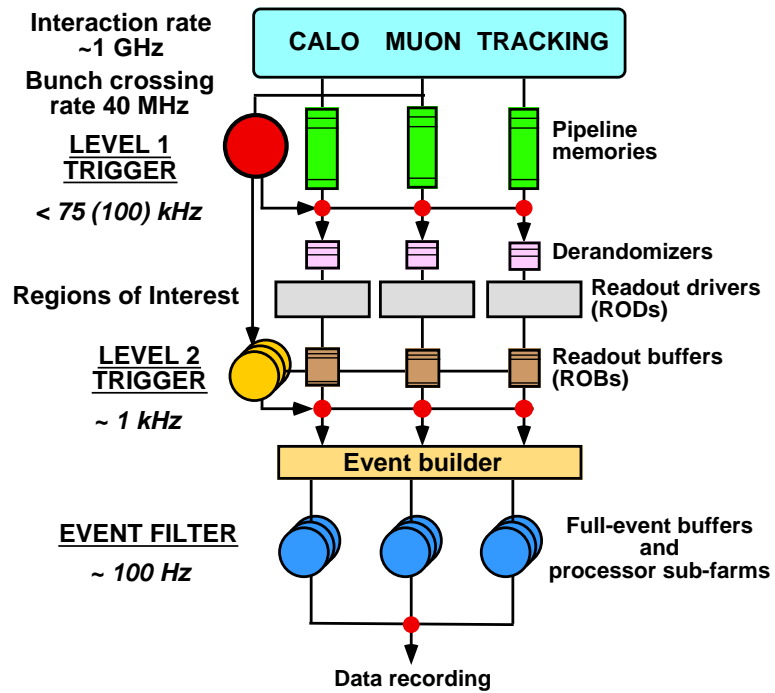 Interaction rate
~1 GHz
CALO MUON TRACKING
Bunch crossing
rate 40 MHz
LEVEL 1
TRIGGER
< 75 (100) kHz
Pipeline
memories
Derandomizers
Regions of Interest
Readout drivers
(RODs)
LEVEL 2
TRIGGER
~ 1 kHz
Readout buffers
(ROBs)
Event builder
EVENT FILTER
~ 100 Hz
Full-event buffers
and
processor sub-farms
Data recording